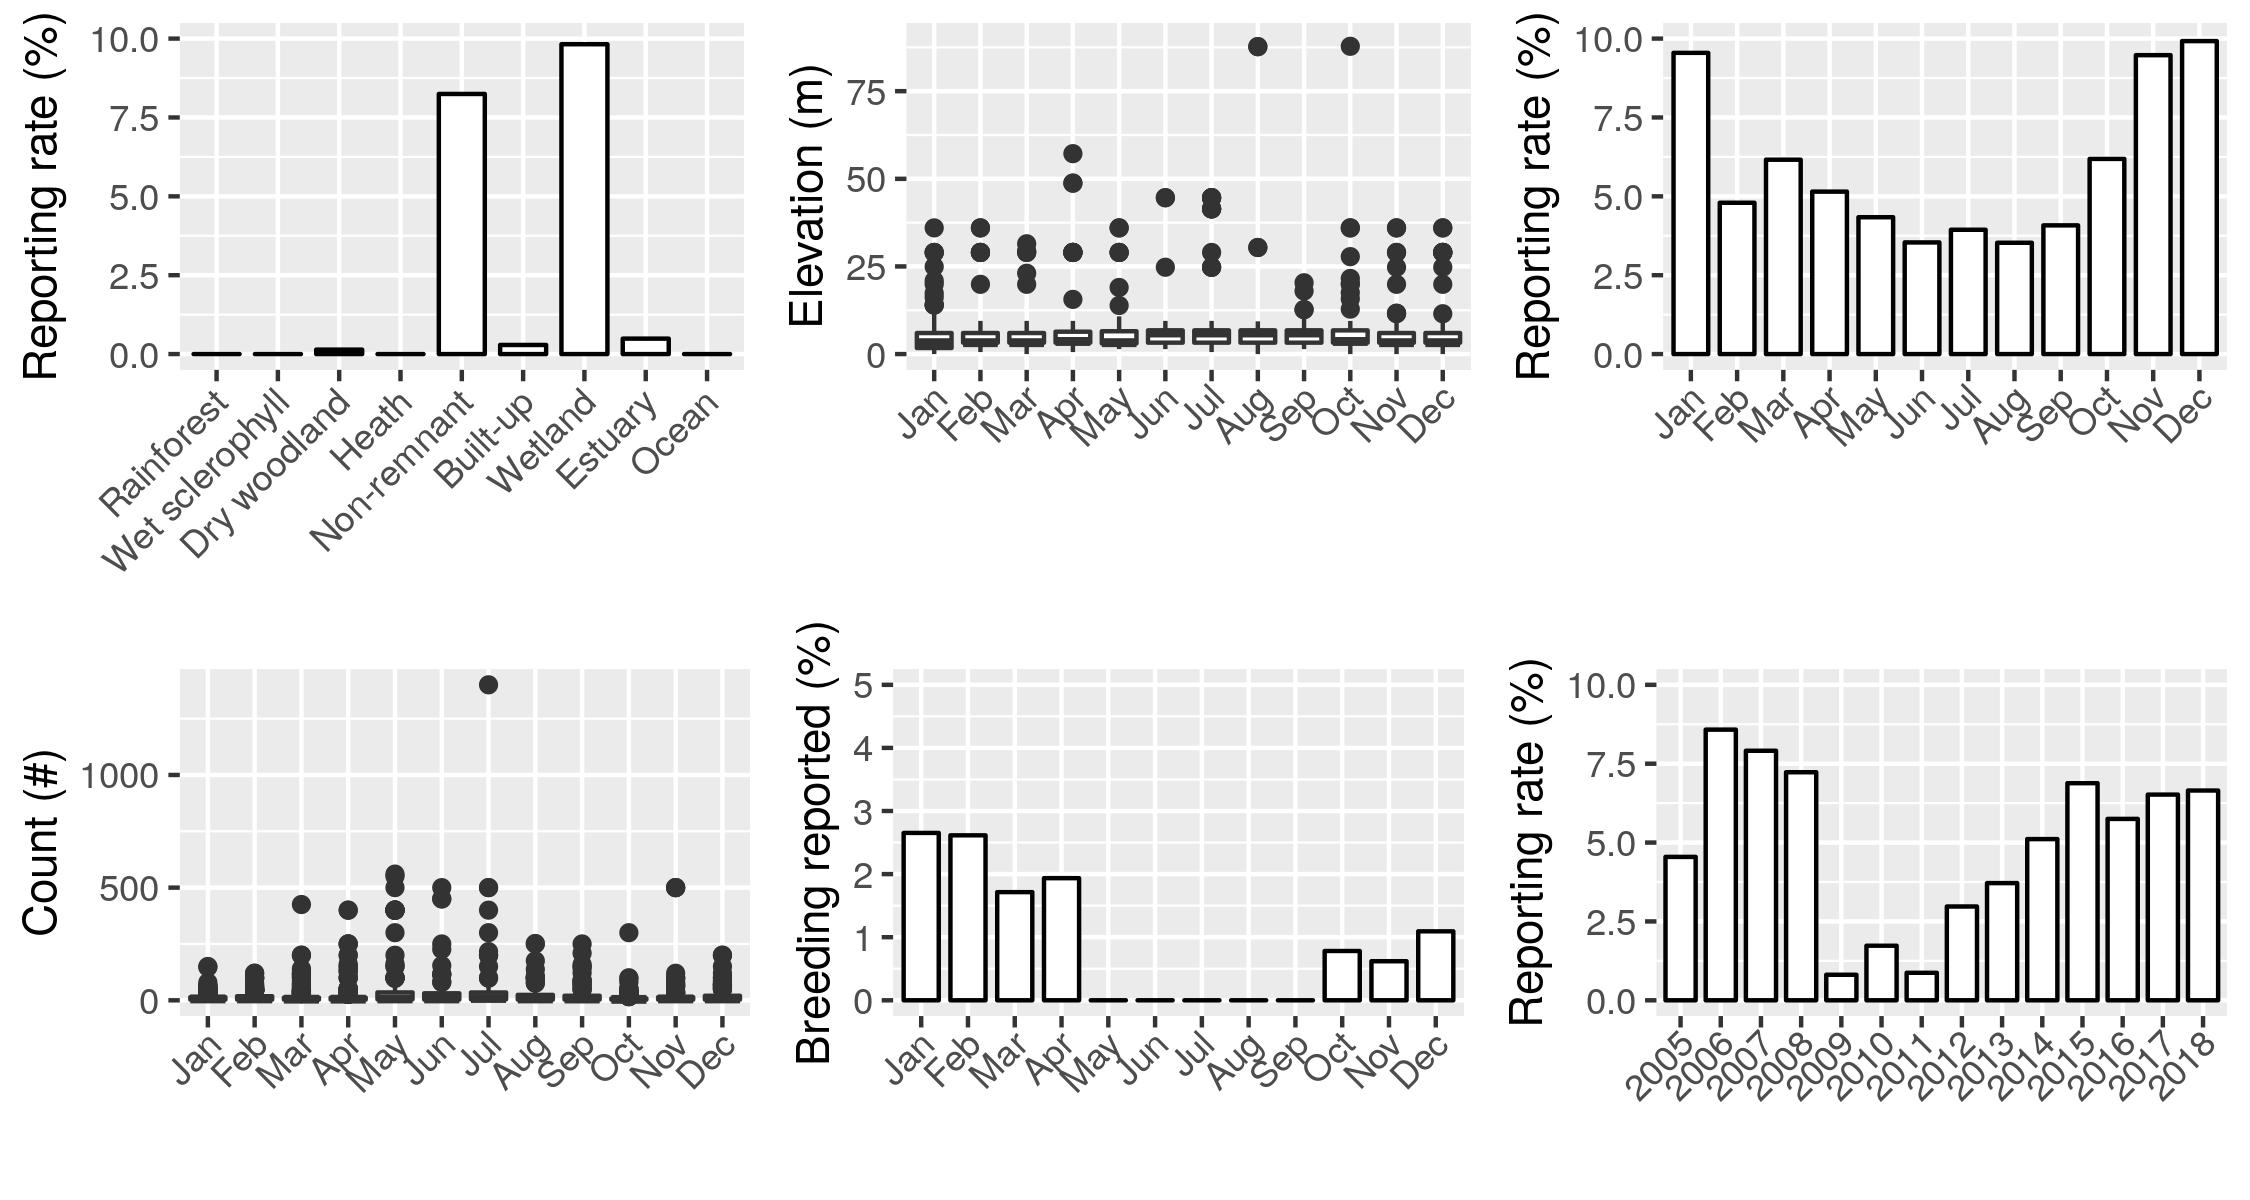 Reporting rate (%)
10.0
7.5
5.0
2.5
0.0
Rainforest
Wet sclerophyll
Dry woodland
Heath
Non-remnant
Built-up
Wetland
Estuary
Ocean
Elevation (m)
75
50
25
0
Jan
Feb
Mar
Apr
May
Jun
Jul
Aug
Sep
Oct
Nov
Dec
Reporting rate (%)
10.0
7.5
5.0
2.5
0.0
Jan
Feb
Mar
Apr
May
Jun
Jul
Aug
Sep
Oct
Nov
Dec
Count (#)
1000
500
0
Jan
Feb
Mar
Apr
May
Jun
Jul
Aug
Sep
Oct
Nov
Dec
Breeding reported (%)
5
4
3
2
1
0
Jan
Feb
Mar
Apr
May
Jun
Jul
Aug
Sep
Oct
Nov
Dec
Reporting rate (%)
10.0
7.5
5.0
2.5
0.0
2005
2006
2007
2008
2009
2010
2011
2012
2013
2014
2015
2016
2017
2018